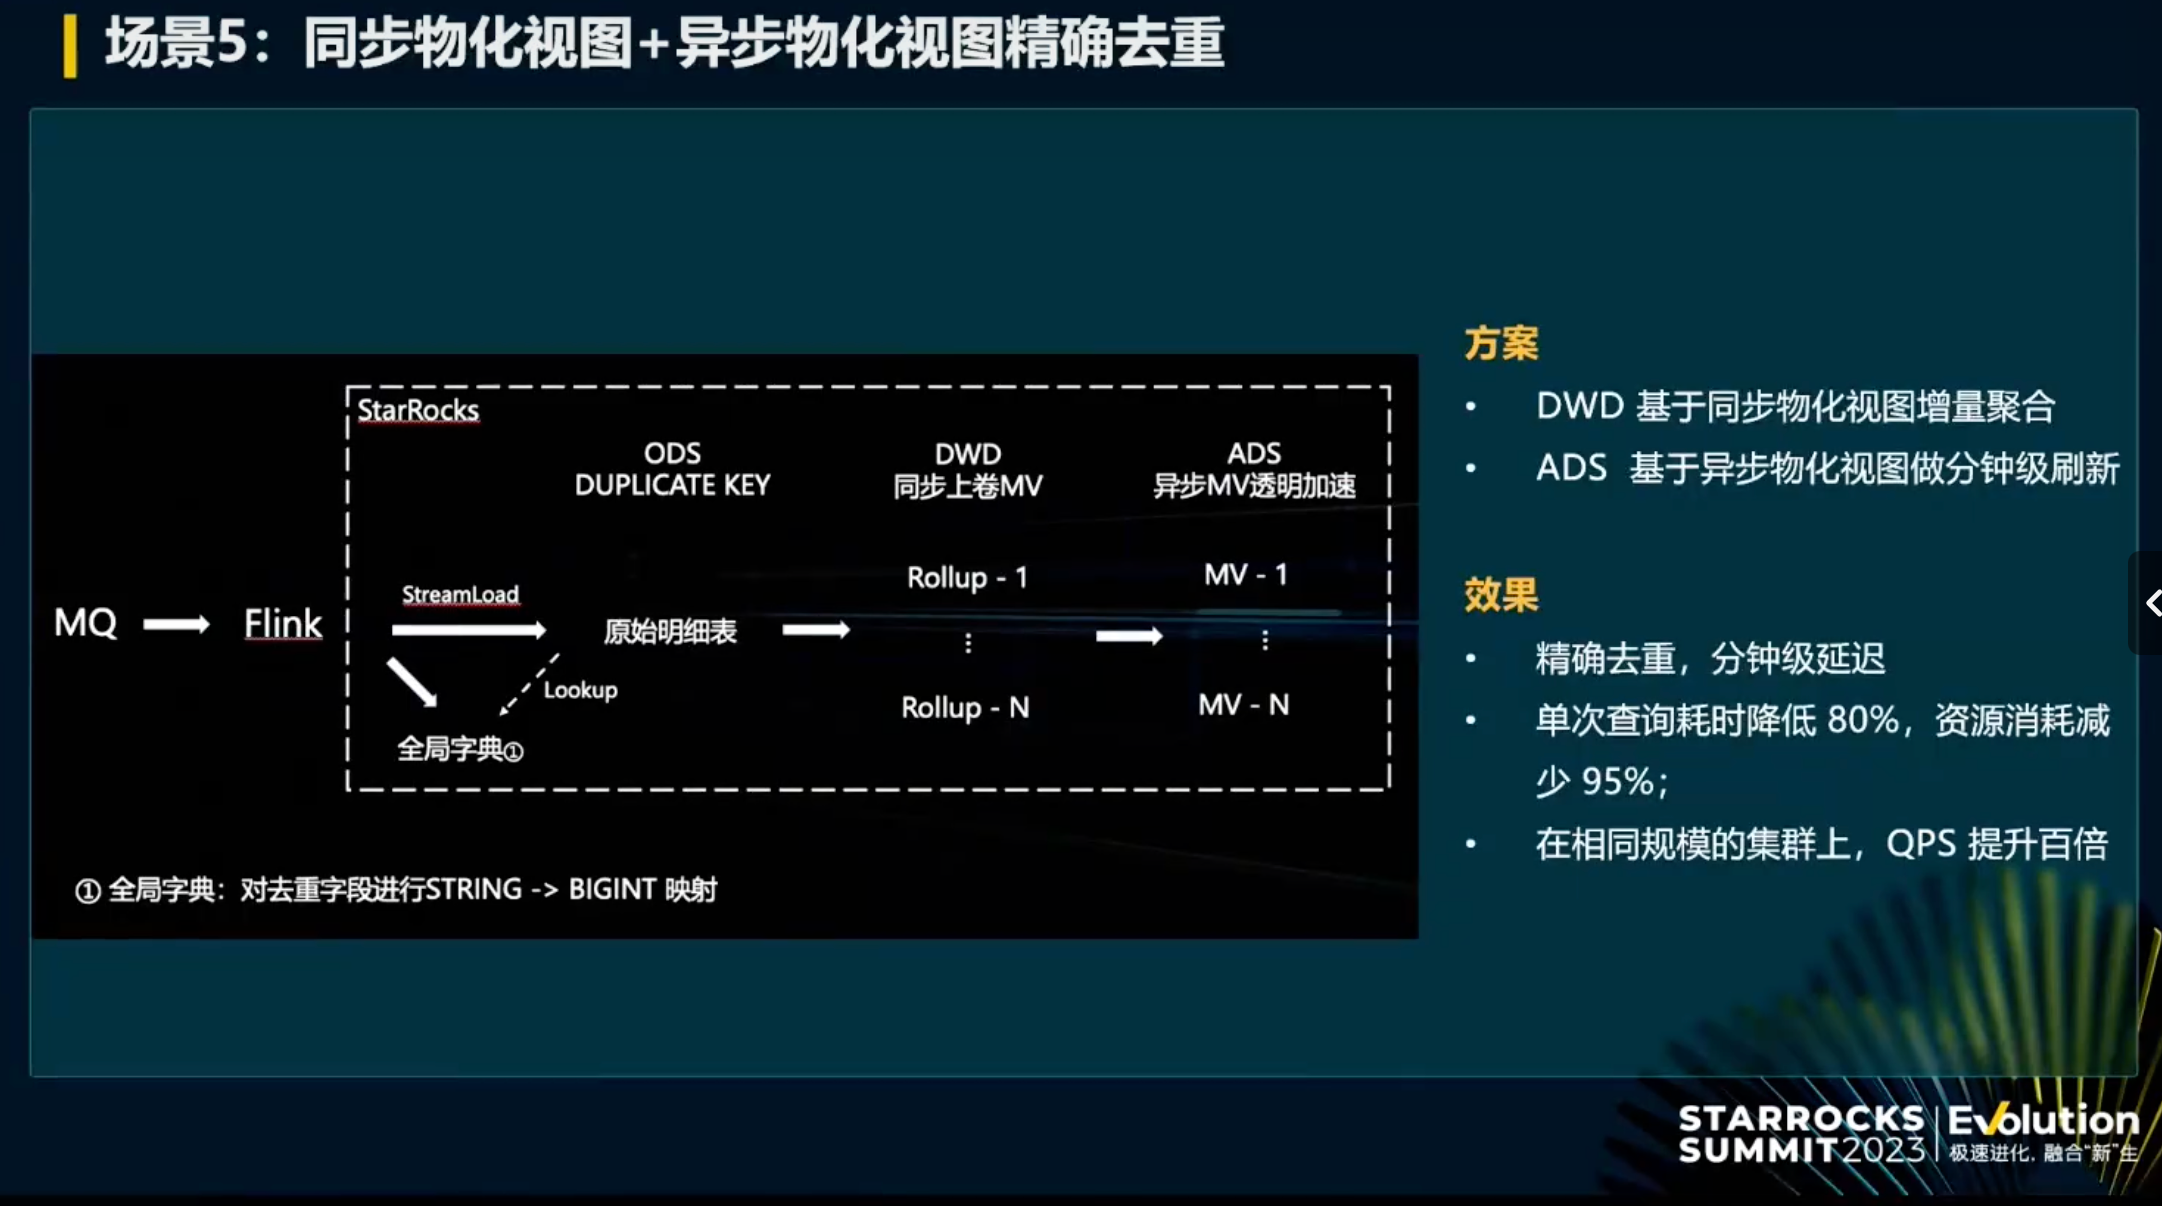 场景5：同步物化视图+异步物化视图精确去重
StarRocks
ODS
DUPLICATE KEY
DWD
同步上卷MV
ADS
异步MV透明加速
MQ
Flink
StreamLoad
原始明细表
Lookup
全局字典①
Rollup - 1
⋮
Rollup - N
MV - 1
⋮
MV - N
① 全局字典：对去重字段进行STRING -> BIGINT 映射
方案
• DWD 基于同步物化视图增量聚合
• ADS 基于异步物化视图做分钟级刷新
效果
• 精确去重，分钟级延迟
• 单次查询耗时降低 80%，资源消耗减
少 95%；
• 在相同规模的集群上，QPS 提升百倍
STARROCKS
SUMMIT2023
Evolution
极速进化，融合“新”生